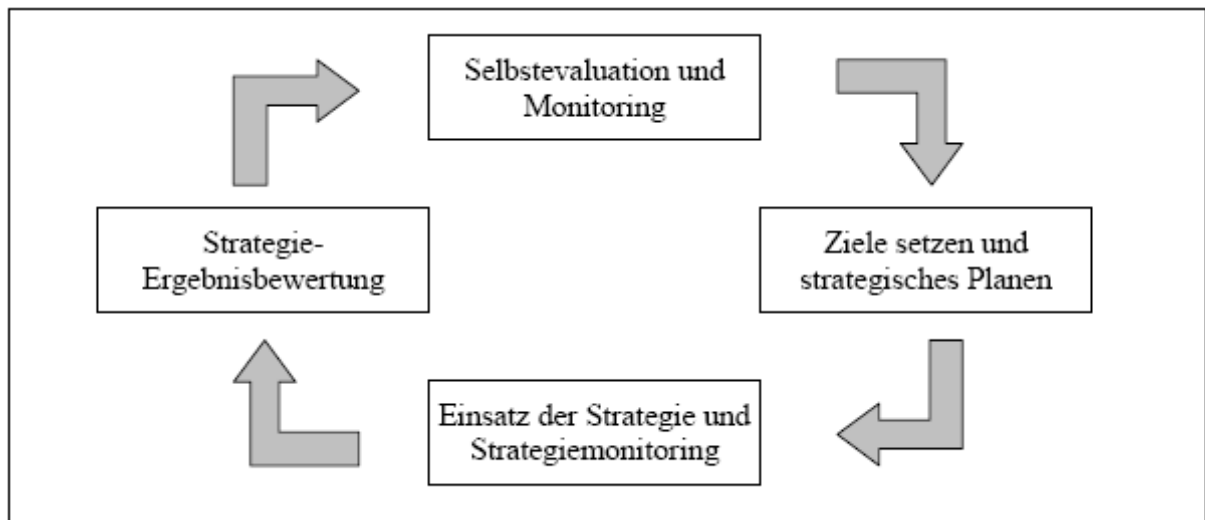 Selbstevaluation und
Monitoring
Ziele setzen und
strategisches Planen
Einsatz der Strategie und
Strategiemonitoring
Strategie-
Ergebnisbewertung